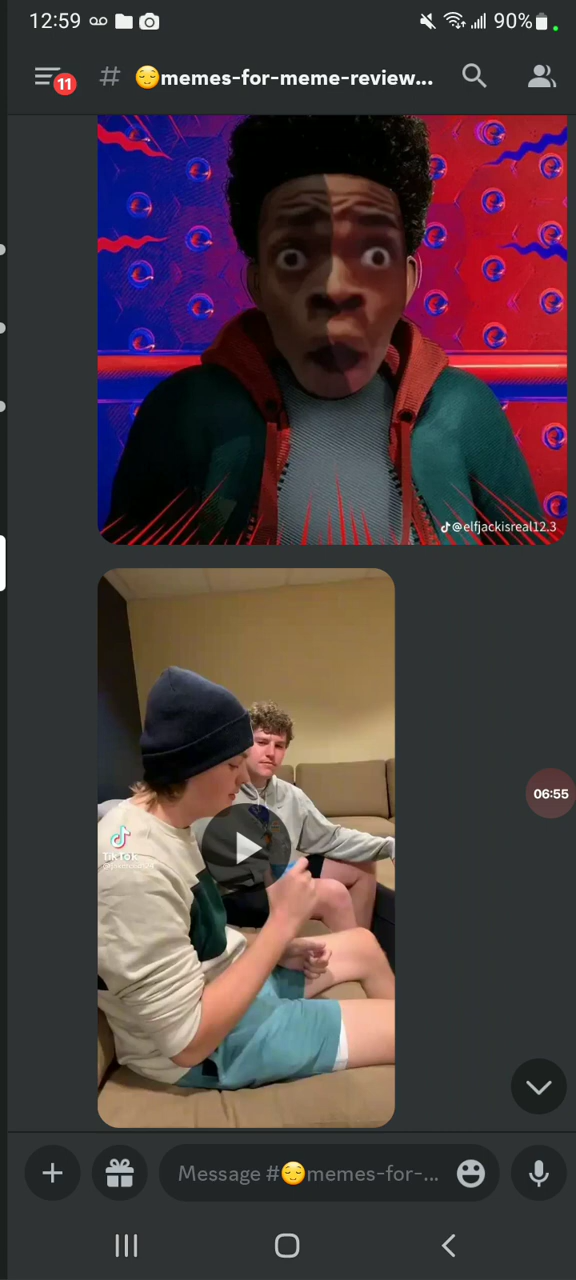 12:59
90%
11
# 😌memes-for-meme-review...
@elfjackisreal12.3
06:55
TikTok
Message #😌memes-for-...